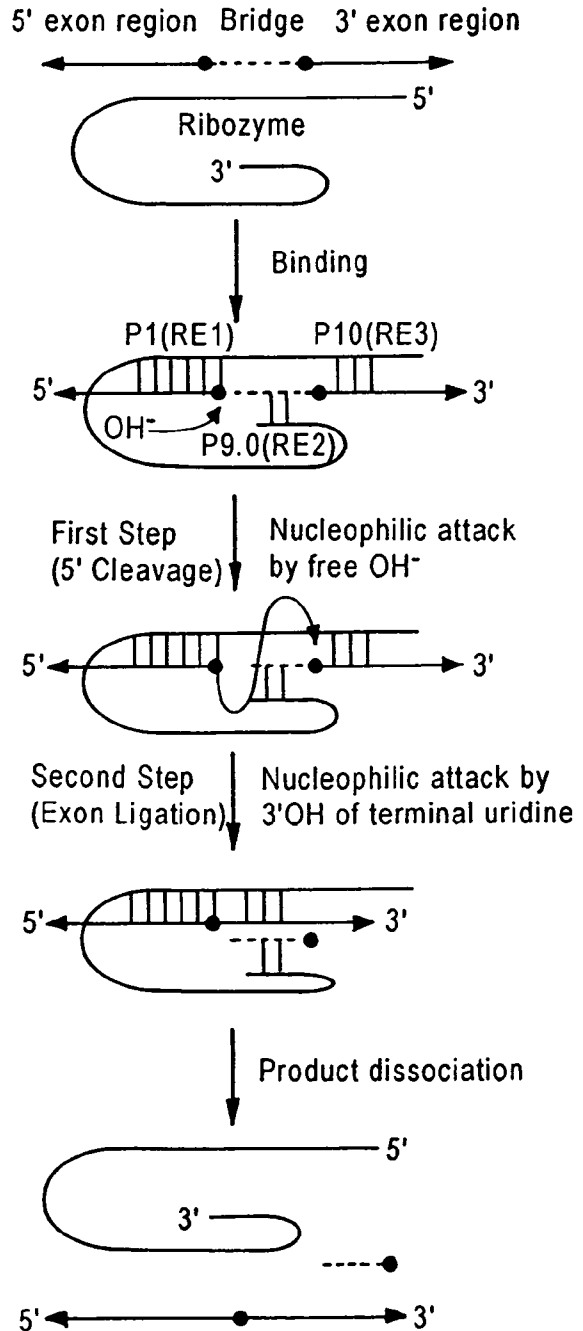 5' exon region Bridge 3' exon region
5'
Ribozyme
3'
Binding
P1(RE1) P10(RE3)
5' 3'
OH⁻
P9.0(RE2)
First Step Nucleophilic attack
(5' Cleavage) by free OH⁻
5' 3'
Second Step Nucleophilic attack by
(Exon Ligation) 3'OH of terminal uridine
5' 3'
Product dissociation
5'
3'
5' 3'